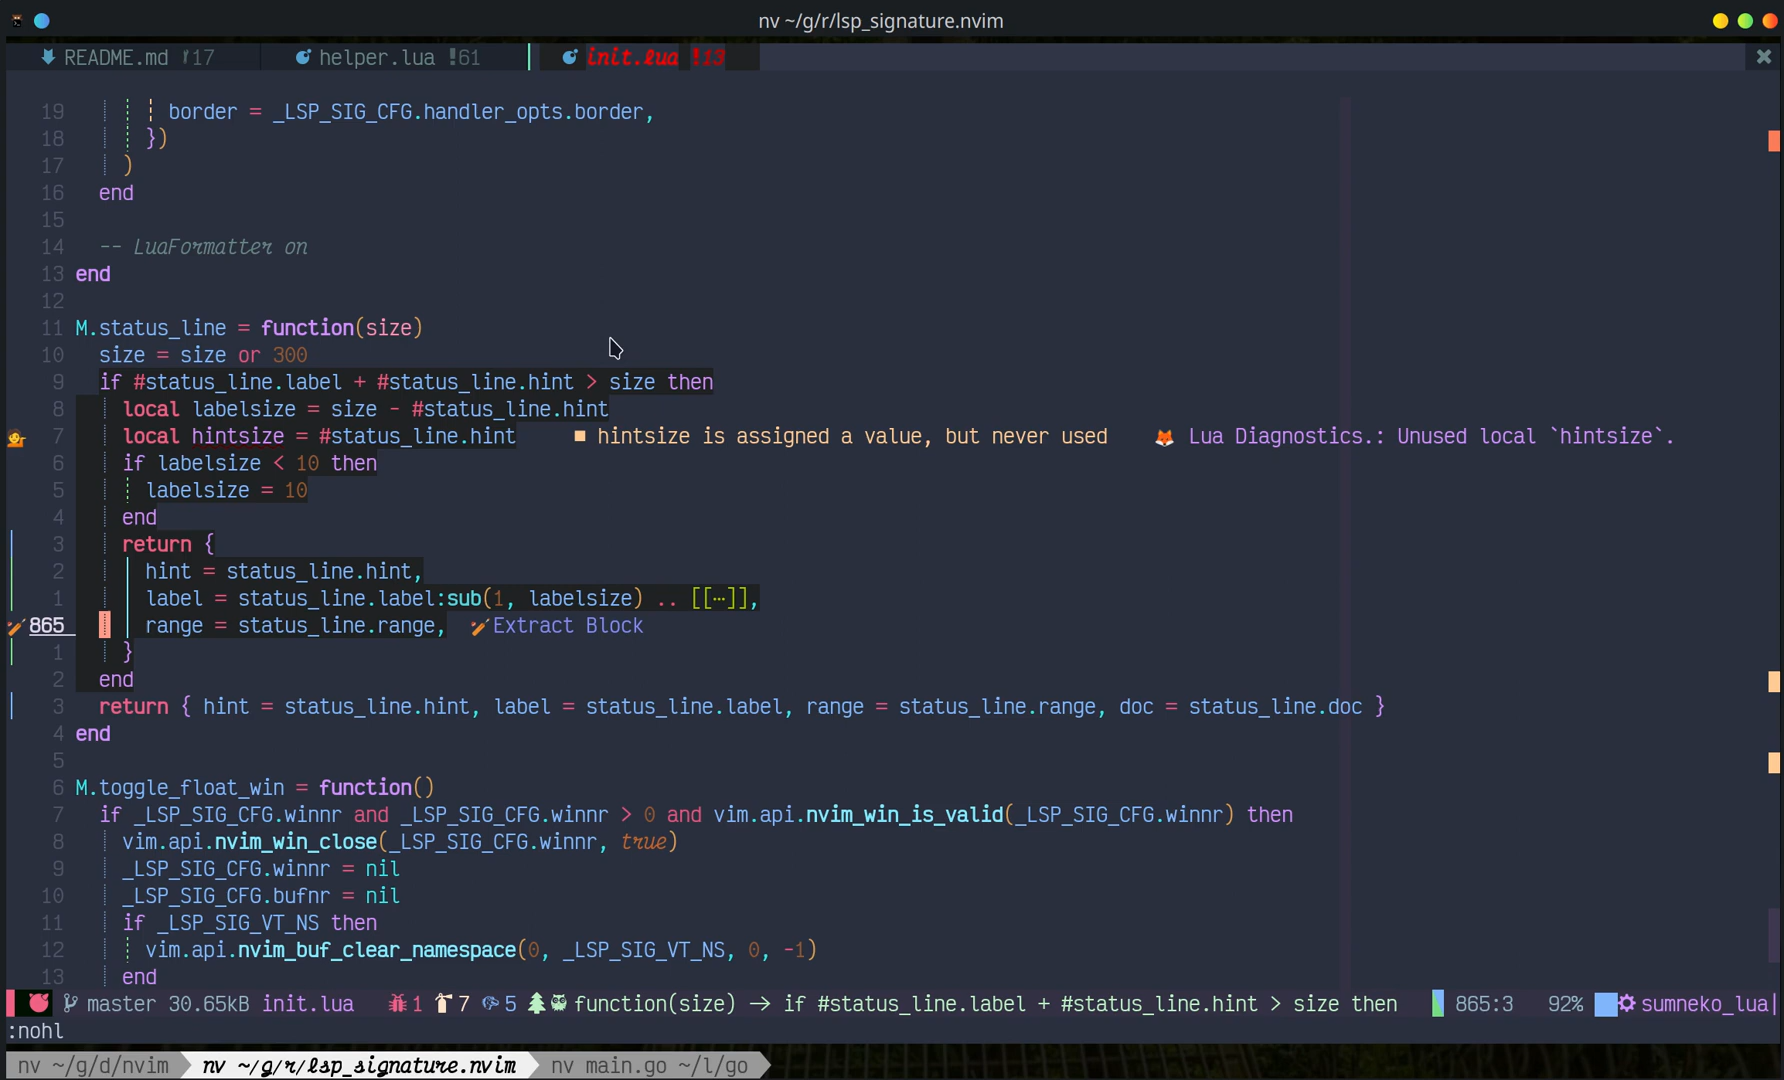 nv ~/g/r/lsp_signature.nvim
README.md 17 helper.lua !61 init.lua !13
19 border = _LSP_SIG_CFG.handler_opts.border,
18 })
17 )
16 end
15
14 -- LuaFormatter on
13 end
12
11 M.status_line = function(size)
10 size = size or 300
9 if #status_line.label + #status_line.hint > size then
8 local labelsize = size - #status_line.hint
7 local hintsize = #status_line.hint ■ hintsize is assigned a value, but never used 🦊 Lua Diagnostics.: Unused local `hintsize`.
6 if labelsize < 10 then
5 labelsize = 10
4 end
3 return {
2 hint = status_line.hint,
1 label = status_line.label:sub(1, labelsize) .. [[⋯]],
865 range = status_line.range, Extract Block
1 }
2 end
3 return { hint = status_line.hint, label = status_line.label, range = status_line.range, doc = status_line.doc }
4 end
5
6 M.toggle_float_win = function()
7 if _LSP_SIG_CFG.winnr and _LSP_SIG_CFG.winnr > 0 and vim.api.nvim_win_is_valid(_LSP_SIG_CFG.winnr) then
8 vim.api.nvim_win_close(_LSP_SIG_CFG.winnr, true)
9 _LSP_SIG_CFG.winnr = nil
10 _LSP_SIG_CFG.bufnr = nil
11 if _LSP_SIG_VT_NS then
12 vim.api.nvim_buf_clear_namespace(0, _LSP_SIG_VT_NS, 0, -1)
13 end
master 30.65kB init.lua 1 7 5 function(size) → if #status_line.label + #status_line.hint > size then 865:3 92% sumneko_lua|
:nohl
nv ~/g/d/nvim nv ~/g/r/lsp_signature.nvim nv main.go ~/l/go